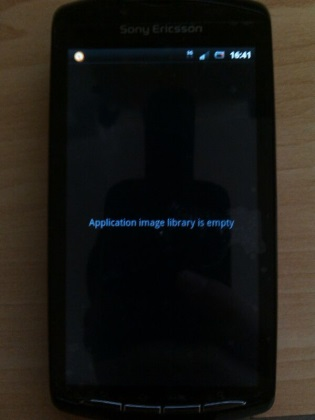 Sony Ericsson
16:41
Application image library is empty